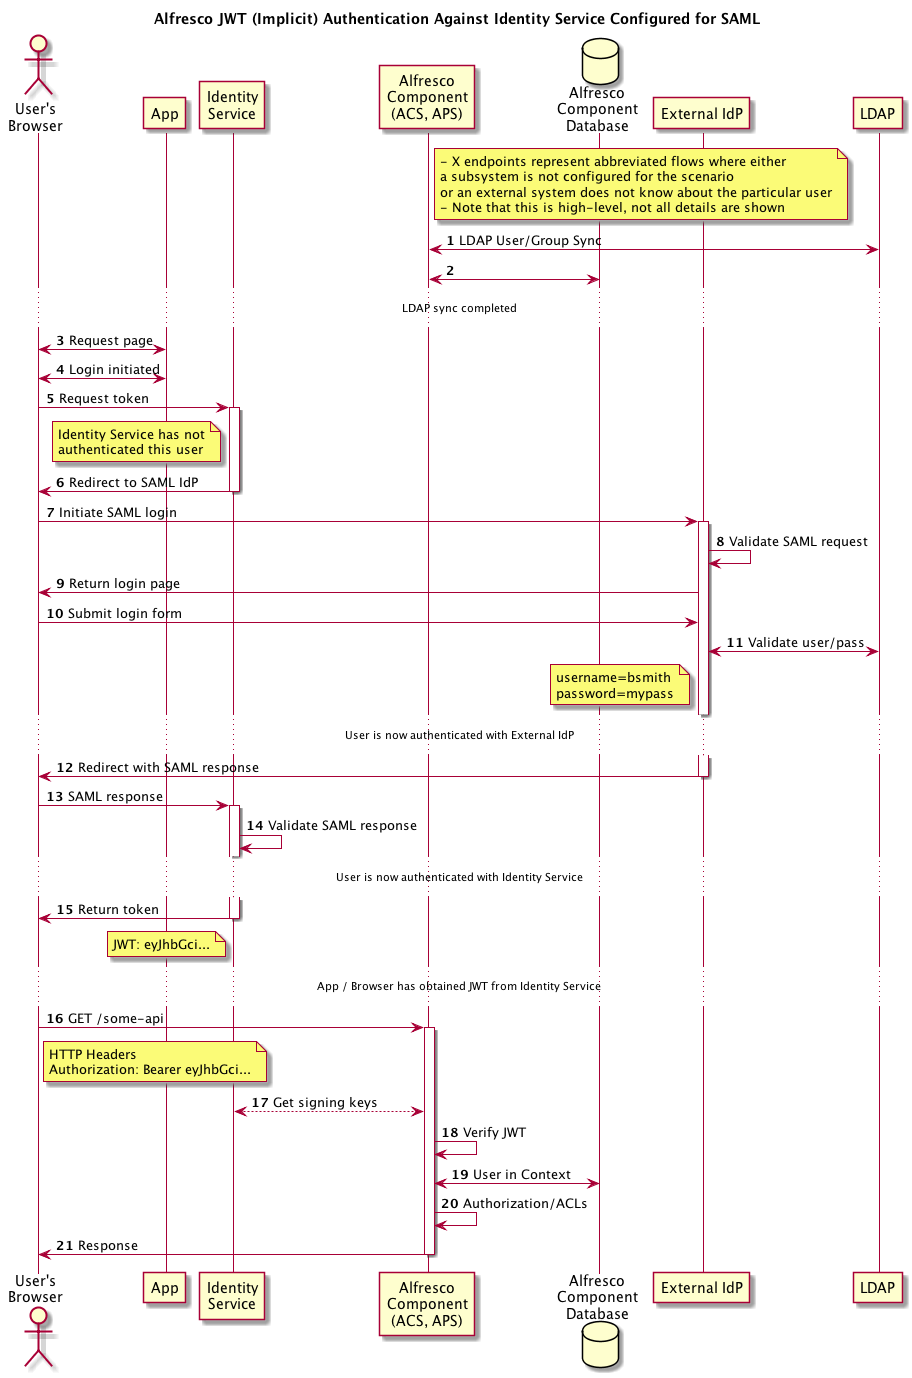 Alfresco JWT (Implicit) Authentication Against Identity Service Configured for SAML
User's
Browser
App
Identity
Service
Alfresco
Component
(ACS, APS)
Alfresco
Component
Database
External IdP
LDAP
- X endpoints represent abbreviated flows where either
a subsystem is not configured for the scenario
or an external system does not know about the particular user
- Note that this is high-level, not all details are shown
1 LDAP User/Group Sync
2
LDAP sync completed
3 Request page
4 Login initiated
5 Request token
Identity Service has not
authenticated this user
6 Redirect to SAML IdP
7 Initiate SAML login
8 Validate SAML request
9 Return login page
10 Submit login form
11 Validate user/pass
username=bsmith
password=mypass
User is now authenticated with External IdP
12 Redirect with SAML response
13 SAML response
14 Validate SAML response
User is now authenticated with Identity Service
15 Return token
JWT: eyJhbGci...
App / Browser has obtained JWT from Identity Service
16 GET /some-api
HTTP Headers
Authorization: Bearer eyJhbGci...
17 Get signing keys
18 Verify JWT
19 User in Context
20 Authorization/ACLs
21 Response
User's
Browser
App
Identity
Service
Alfresco
Component
(ACS, APS)
Alfresco
Component
Database
External IdP
LDAP